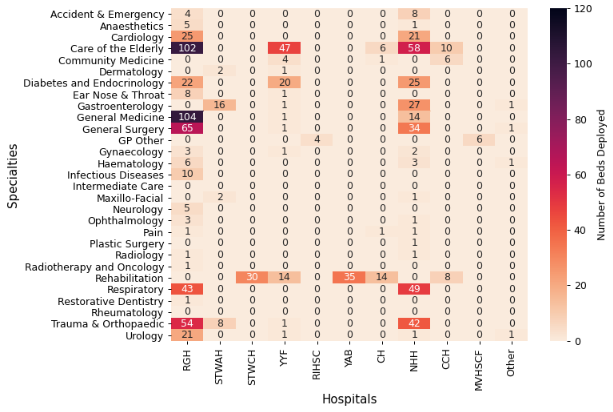 Accident & Emergency 4 0 0 0 0 0 0 8 0 0 0
Anaesthetics 5 0 0 0 0 0 0 1 0 0 0
Cardiology 25 0 0 0 0 0 0 21 0 0 0
Care of the Elderly 102 0 0 47 0 0 6 58 10 0 0
Community Medicine 0 0 0 4 0 0 1 0 6 0 0
Dermatology 0 2 0 1 0 0 0 0 0 0 0
Diabetes and Endocrinology 22 0 0 20 0 0 0 25 0 0 0
Ear Nose & Throat 8 0 0 1 0 0 0 0 0 0 0
Gastroenterology 0 16 0 1 0 0 0 27 0 0 1
General Medicine 104 0 0 1 0 0 0 14 0 0 0
General Surgery 65 0 0 1 0 0 0 34 0 0 1
GP Other 0 0 0 0 4 0 0 0 0 6 0
Gynaecology 3 0 0 1 0 0 0 2 0 0 0
Haematology 6 0 0 0 0 0 0 3 0 0 1
Infectious Diseases 10 0 0 0 0 0 0 0 0 0 0
Intermediate Care 0 0 0 0 0 0 0 0 0 0 0
Maxillo-Facial 0 2 0 0 0 0 0 1 0 0 0
Neurology 5 0 0 0 0 0 0 0 0 0 0
Ophthalmology 3 0 0 0 0 0 0 1 0 0 0
Pain 1 0 0 0 0 0 1 1 0 0 0
Plastic Surgery 0 0 0 0 0 0 0 1 0 0 0
Radiology 1 0 0 0 0 0 0 1 0 0 0
Radiotherapy and Oncology 1 0 0 0 0 0 0 0 0 0 0
Rehabilitation 0 0 30 14 0 35 14 0 8 0 0
Respiratory 43 0 0 0 0 0 0 49 0 0 0
Restorative Dentistry 1 0 0 0 0 0 0 0 0 0 0
Rheumatology 0 0 0 0 0 0 0 0 0 0 0
Trauma & Orthopaedic 54 8 0 1 0 0 0 42 0 0 0
Urology 21 0 0 1 0 0 0 1 0 0 1
RGH STWAH STWCH YYF RIHSC YAB CH NHH CCH MVHSCF Other
Hospitals
Specialties
120
100
80
60
40
20
0
Number of Beds Deployed